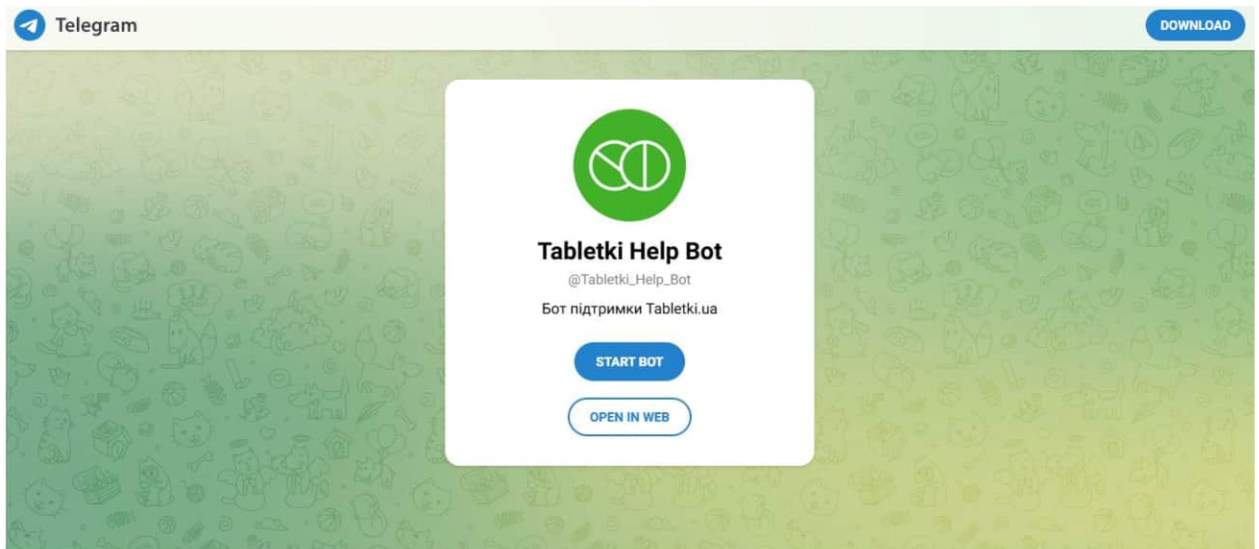 Telegram
DOWNLOAD
Tabletki Help Bot
@Tabletki_Help_Bot
Бот підтримки Tabletki.ua
START BOT
OPEN IN WEB